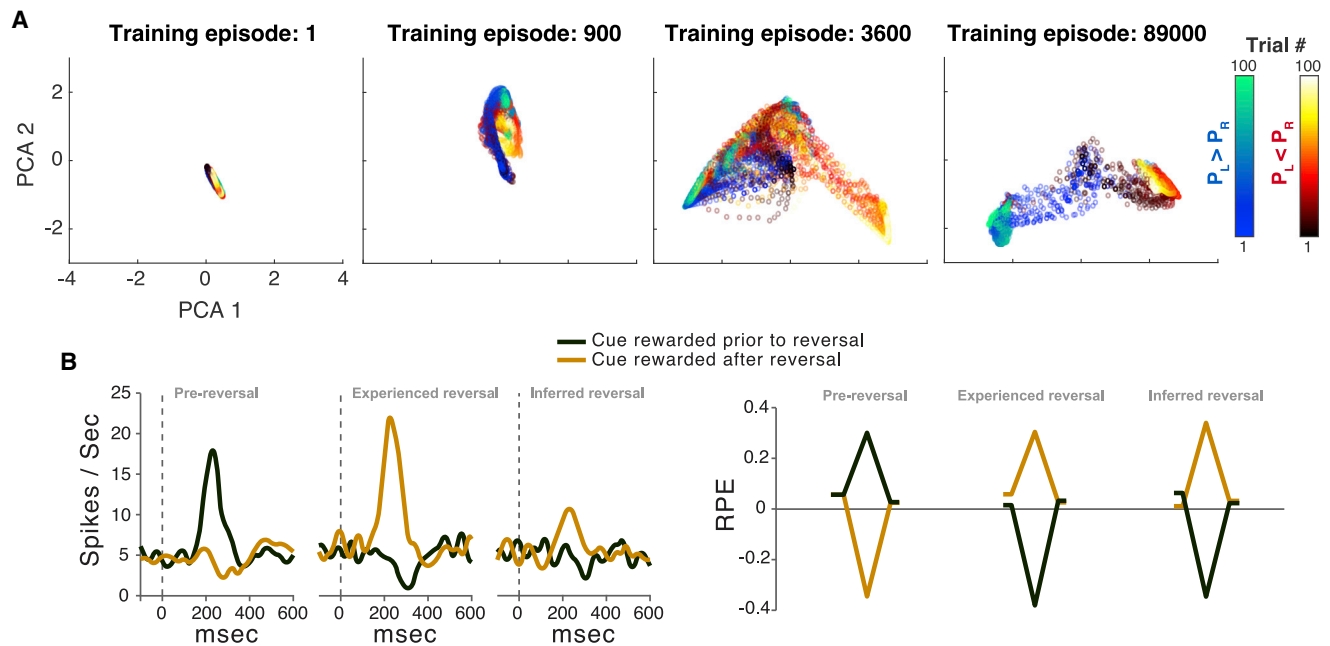 A
Training episode: 1
Training episode: 900
Training episode: 3600
Training episode: 89000
Trial #
100
100
P_L > P_R
P_L < P_R
1
1
PCA 2
2
0
-2
-4
-2
0
2
4
PCA 1
B
Cue rewarded prior to reversal
Cue rewarded after reversal
Pre-reversal
Experienced reversal
Inferred reversal
Spikes / Sec
25
20
15
10
5
0
0
200
400
600
0
200
400
600
0
200
400
600
msec
msec
msec
Pre-reversal
Experienced reversal
Inferred reversal
RPE
0.4
0.2
0
-0.2
-0.4